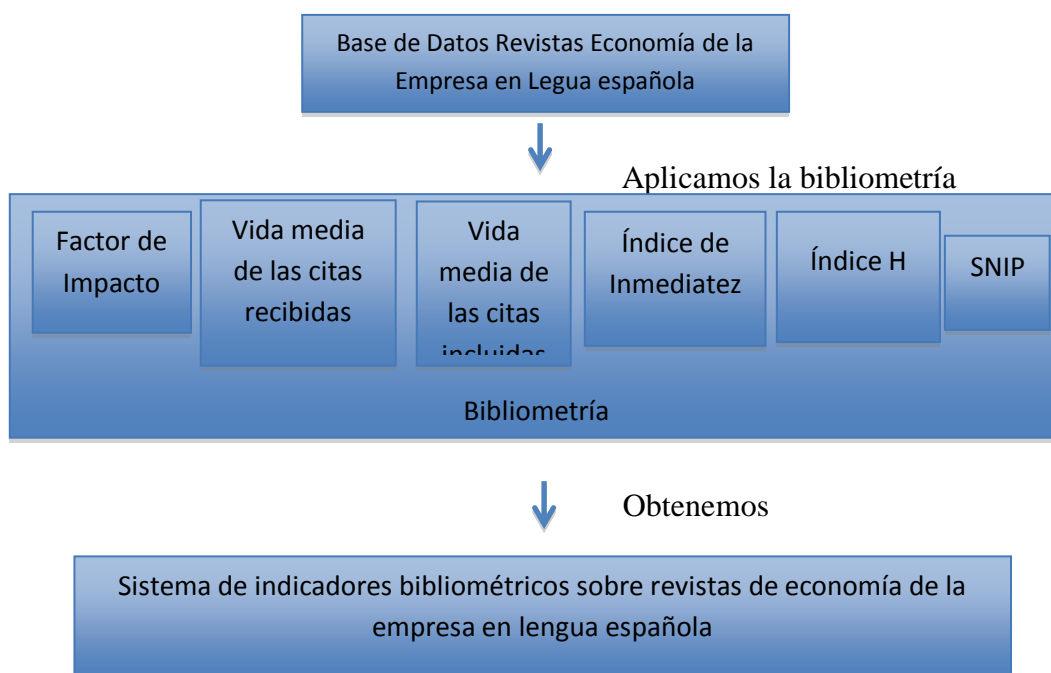 Base de Datos Revistas Economía de la
Empresa en Legua española
Aplicamos la bibliometría
Factor de
Impacto
Vida media
de las citas
recibidas
Vida
media de
las citas
incluidas
Índice de
Inmediatez
Índice H
SNIP
Bibliometría
Obtenemos
Sistema de indicadores bibliométricos sobre revistas de economía de la
empresa en lengua española